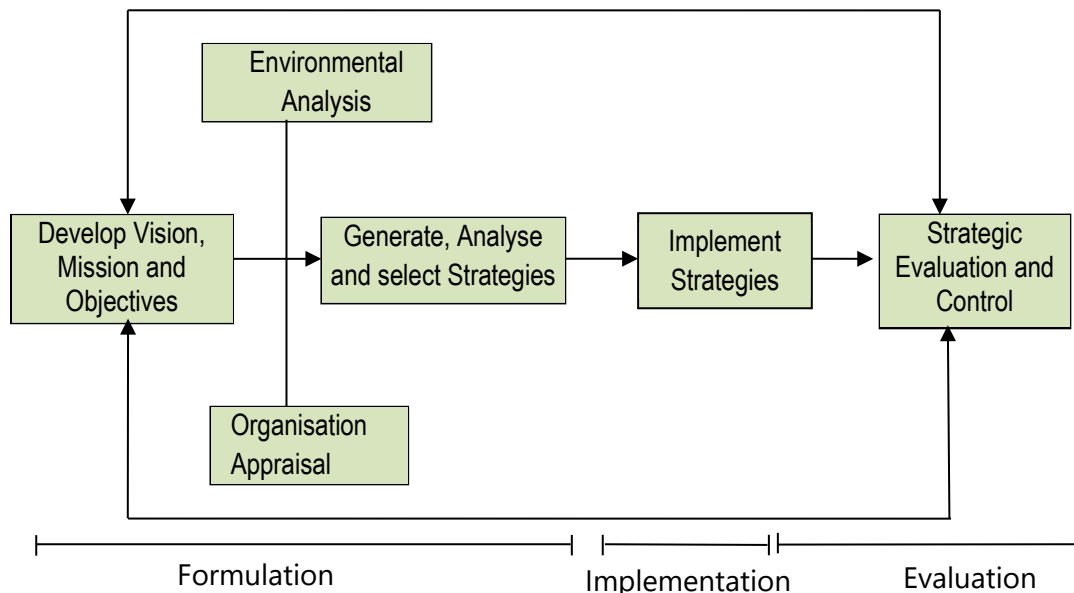 Environmental
Analysis
Develop Vision,
Mission and
Objectives
Generate, Analyse
and select Strategies
Implement
Strategies
Strategic
Evaluation and
Control
Organisation
Appraisal
Formulation
Implementation
Evaluation